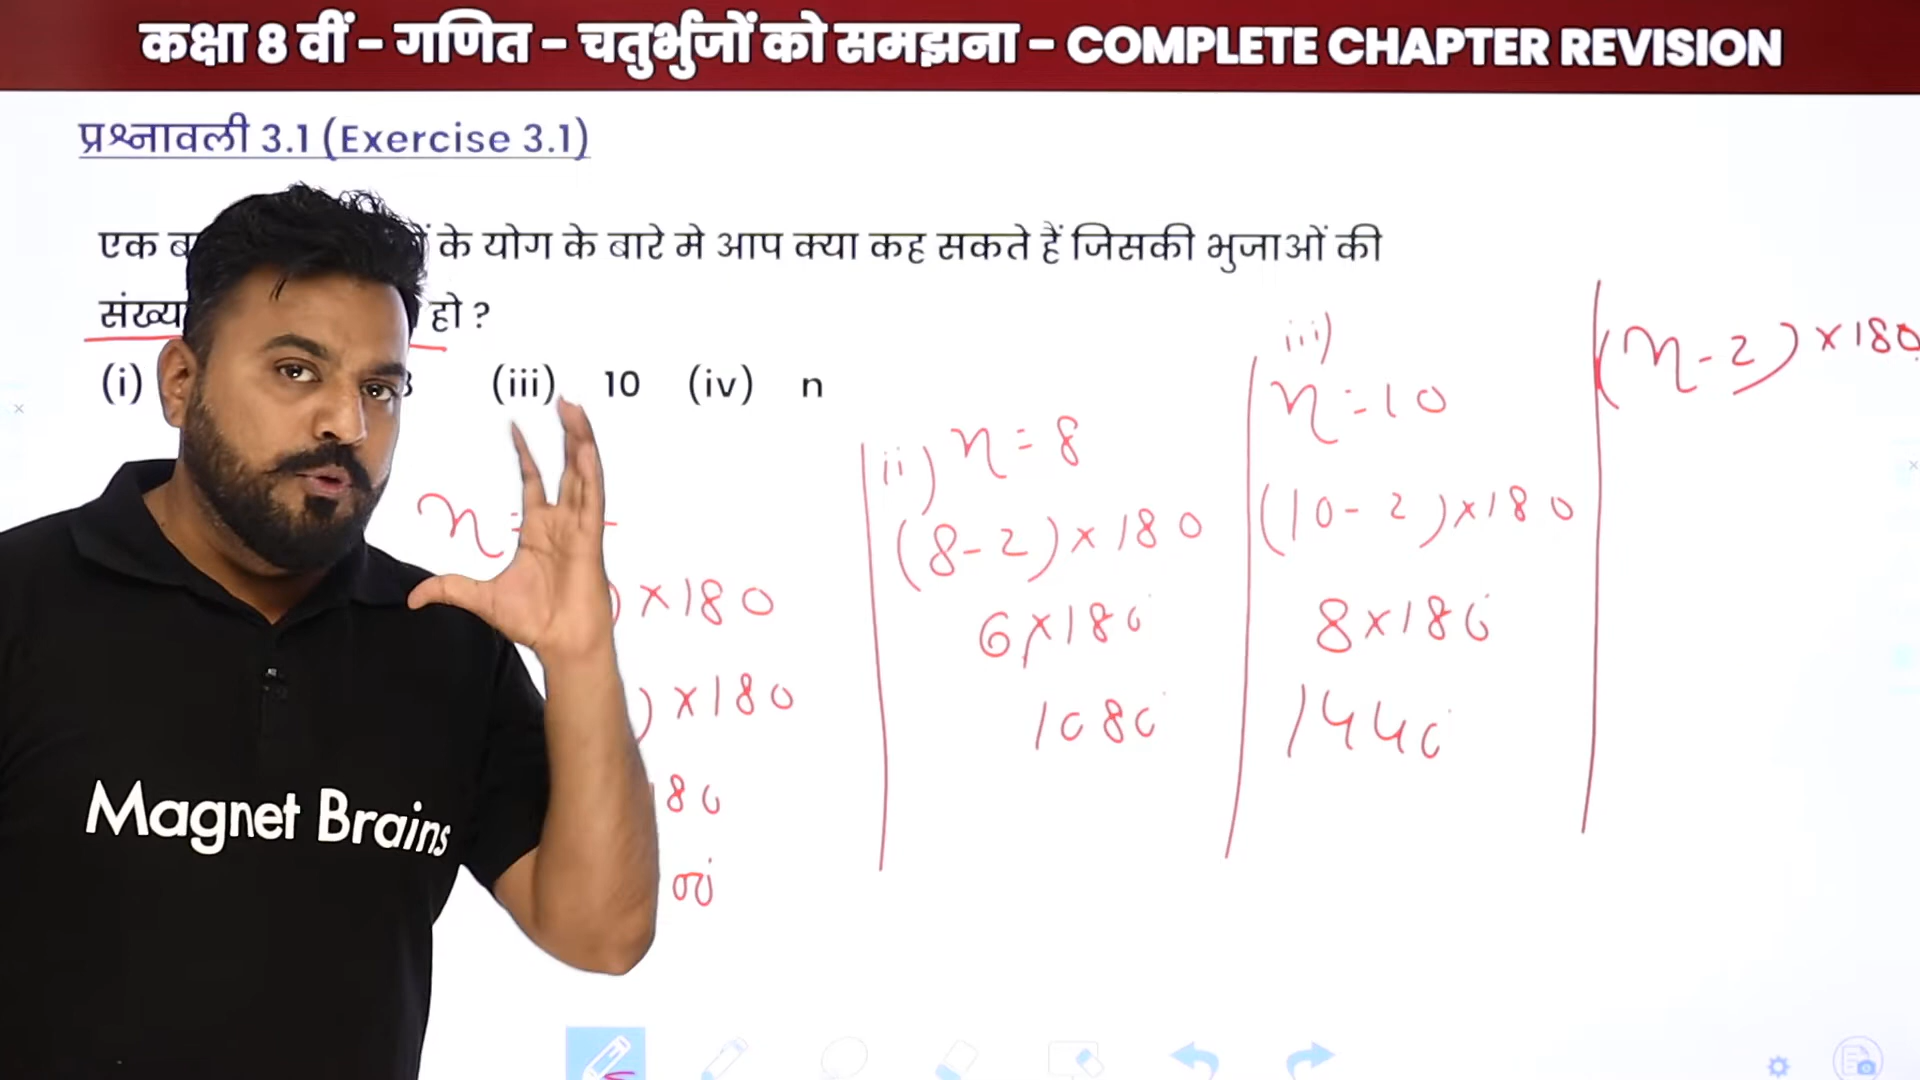 कक्षा 8 वीं - गणित - चतुर्भुजों को समझना - COMPLETE CHAPTER REVISION
प्रश्नावली 3.1 (Exercise 3.1)
एक के योग के बारे मे आप क्या कह सकते हैं जिसकी भुजाओं की
हो ?
(i) (iii) 10 (iv) n
n =
) × 180
) × 180
80
00
ii) n = 8
(8 - 2) × 180
6 × 180
1080
iii)
n = 10
(10 - 2) × 180
8 × 180
1440
(n - 2) × 180
Magnet Brains